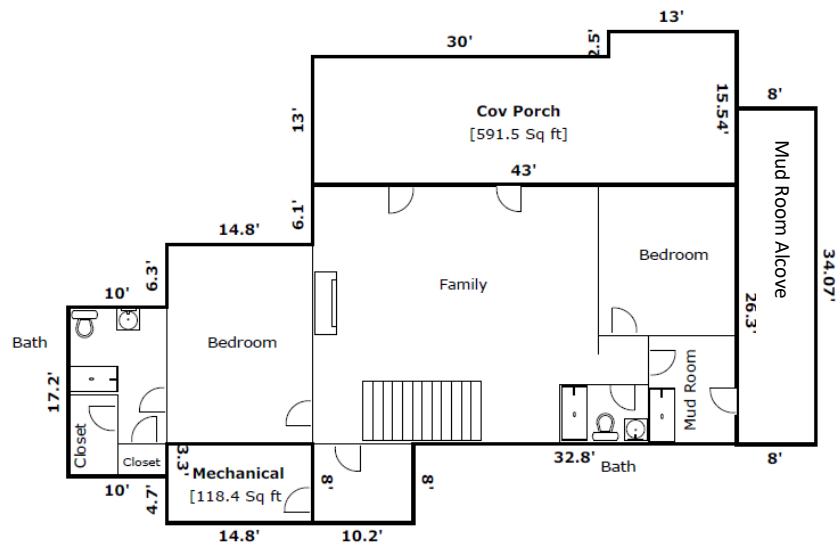 13'
30'
2.5'
8'
13'
Cov Porch
[591.5 Sq ft]
15.54'
43'
Mud Room Alcove
34.07'
6.1'
14.8'
6.3'
10'
Bedroom
Family
26.3'
Bath
Bedroom
17.2'
Mud Room
Closet
Closet
3.3'
32.8'
Bath
8'
10'
4.7'
Mechanical
[118.4 Sq ft
8'
8'
14.8'
10.2'